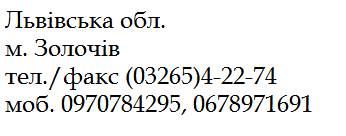 Львівська обл.
м. Золочів
тел./факс (03265)4-22-74
моб. 0970784295, 0678971691